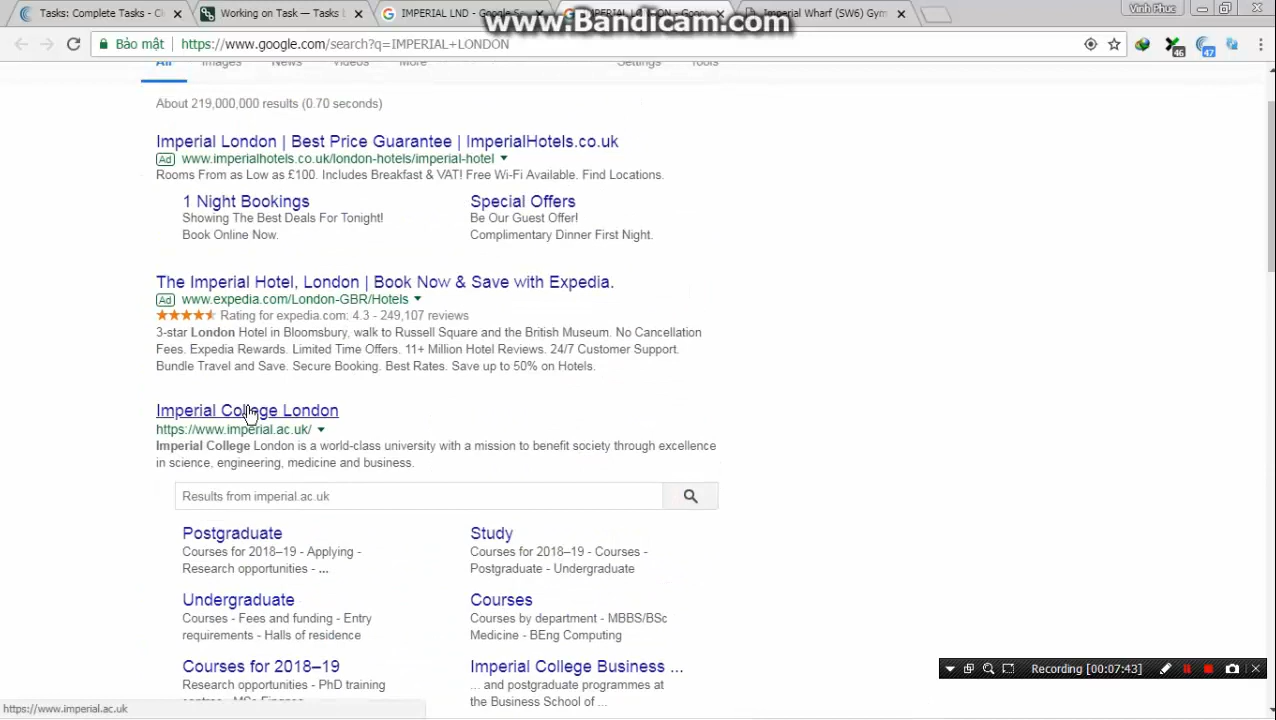 Tasks: Completed Tasks - Cl
Working on Task — Tasks
IMPERIAL LND - Google Se
Imperial Wharf (SW6) Gym
Vinh Phuc
www.Bandicam.com
Bảo mật
https://www.google.com/search?q=IMPERIAL+LONDON
46
47
All Images News Videos More Settings Tools
About 219,000,000 results (0.70 seconds)
Imperial London | Best Price Guarantee | ImperialHotels.co.uk
Ad www.imperialhotels.co.uk/london-hotels/imperial-hotel
Rooms From as Low as £100. Includes Breakfast & VAT! Free Wi-Fi Available. Find Locations.
1 Night Bookings
Showing The Best Deals For Tonight!
Book Online Now.
Special Offers
Be Our Guest Offer!
Complimentary Dinner First Night.
The Imperial Hotel, London | Book Now & Save with Expedia.
Ad www.expedia.com/London-GBR/Hotels
Rating for expedia.com: 4.3 - 249,107 reviews
3-star London Hotel in Bloomsbury, walk to Russell Square and the British Museum. No Cancellation
Fees. Expedia Rewards. Limited Time Offers. 11+ Million Hotel Reviews. 24/7 Customer Support.
Bundle Travel and Save. Secure Booking. Best Rates. Save up to 50% on Hotels.
Imperial College London
https://www.imperial.ac.uk/
Imperial College London is a world-class university with a mission to benefit society through excellence
in science, engineering, medicine and business.
Results from imperial.ac.uk
Postgraduate
Courses for 2018–19 - Applying -
Research opportunities - ...
Study
Courses for 2018–19 - Courses -
Postgraduate - Undergraduate
Undergraduate
Courses - Fees and funding - Entry
requirements - Halls of residence
Courses
Courses by department - MBBS/BSc
Medicine - BEng Computing
Courses for 2018–19
Research opportunities - PhD training
Imperial College Business ...
... and postgraduate programmes at
the Business School of ...
Recording [00:07:43]
https://www.imperial.ac.uk